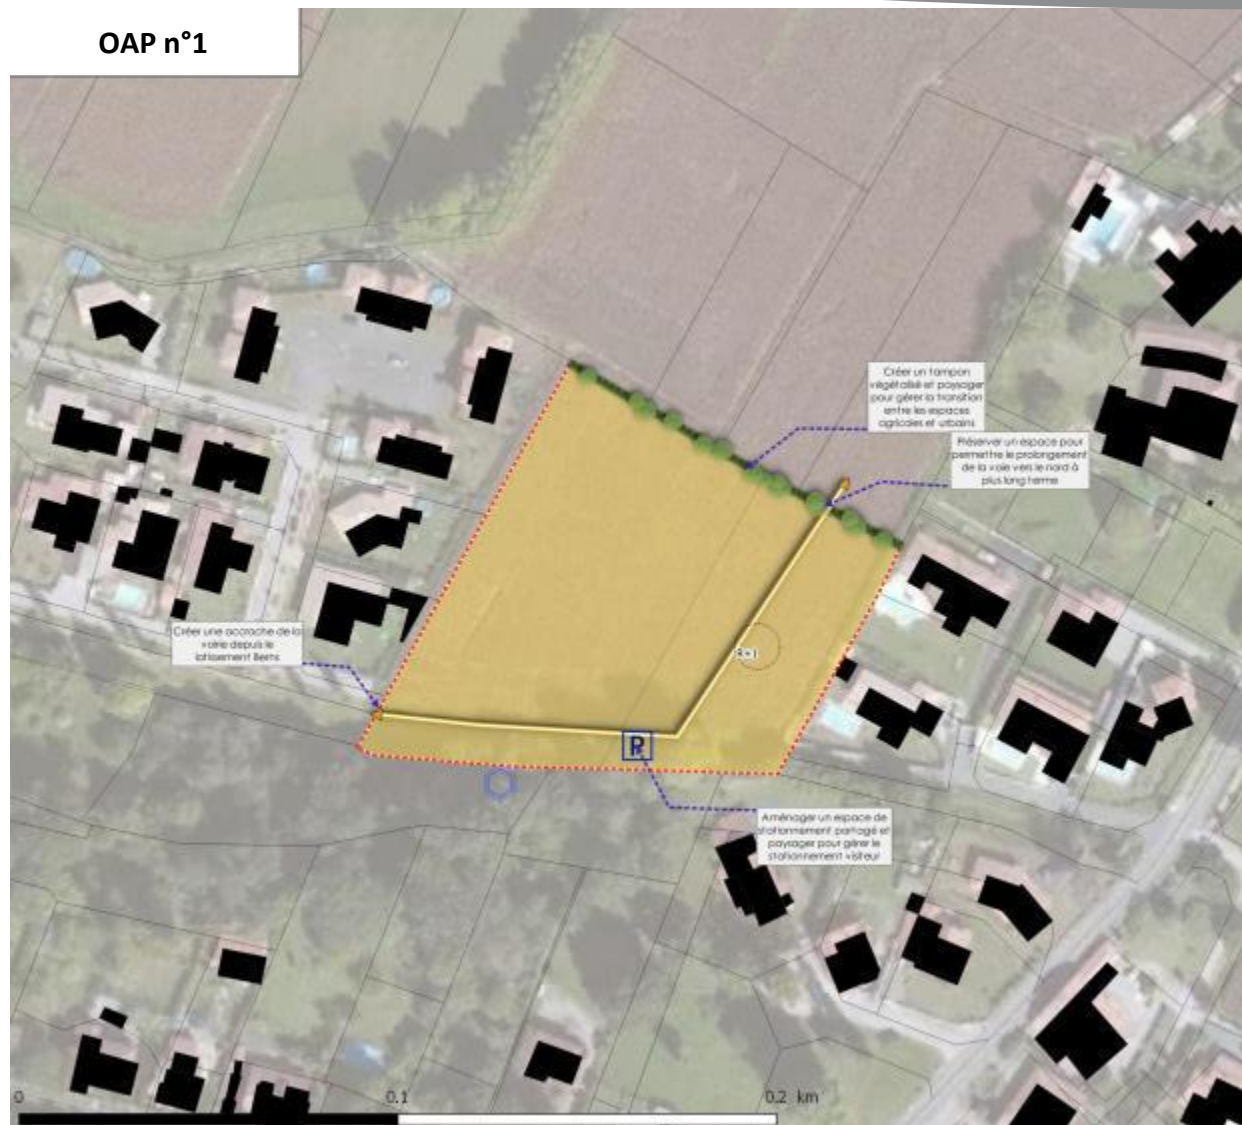 OAP n°1
Créer un tampon
végétalisé et paysager
pour gérer la transition
entre les espaces
agricoles et urbains
Préserver un espace pour
permettre le prolongement
de la voie vers le nord à
plus long terme
Créer une accroche de la
voirie depuis le
lotissement Bems
R+1
P
Aménager un espace de
stationnement partagé et
paysager pour gérer le
stationnement visiteur
0 0.1 0.2 km